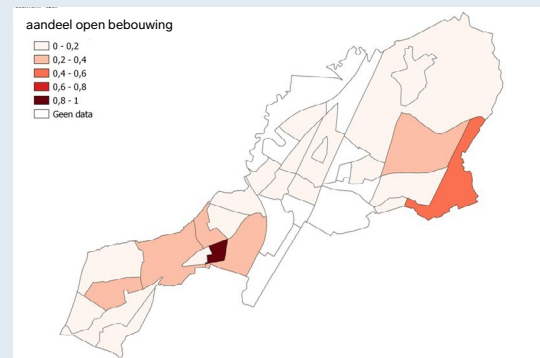 aandeel open bebouwing
0 - 0,2
0,2 - 0,4
0,4 - 0,6
0,6 - 0,8
0,8 - 1
Geen data